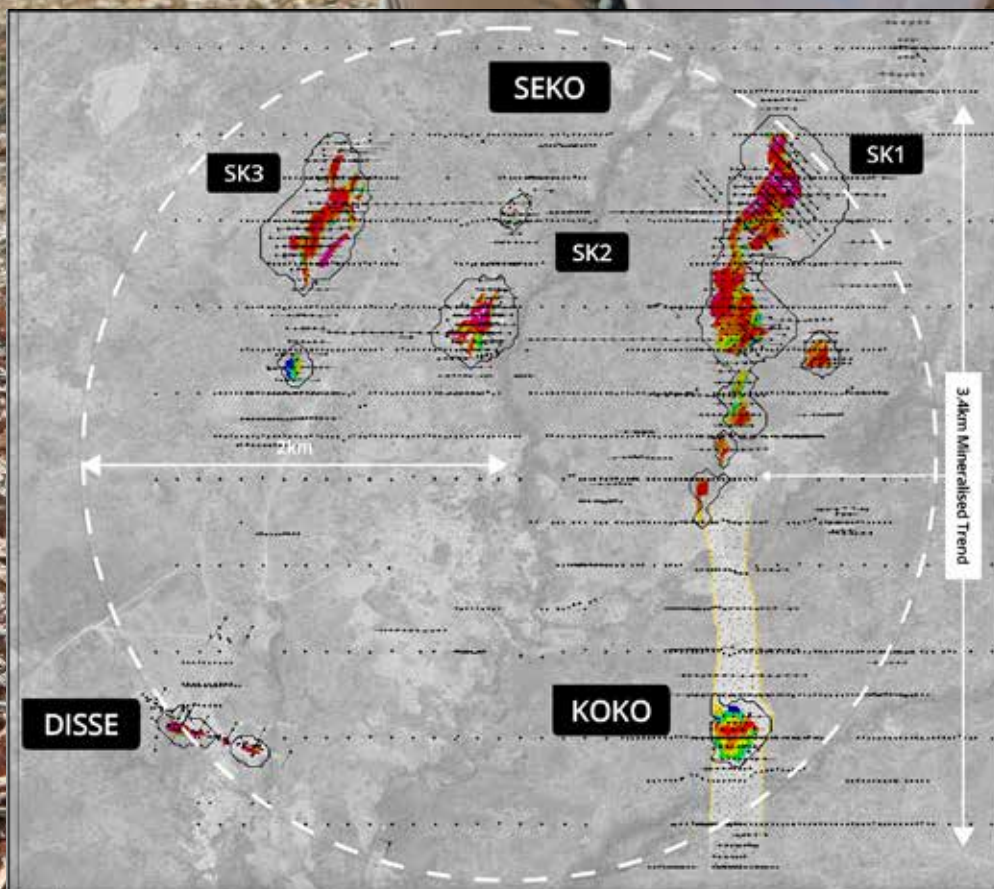 SEKO
SK3
SK1
SK2
2km
3.4km Mineralised Trend
DISSE
KOKO